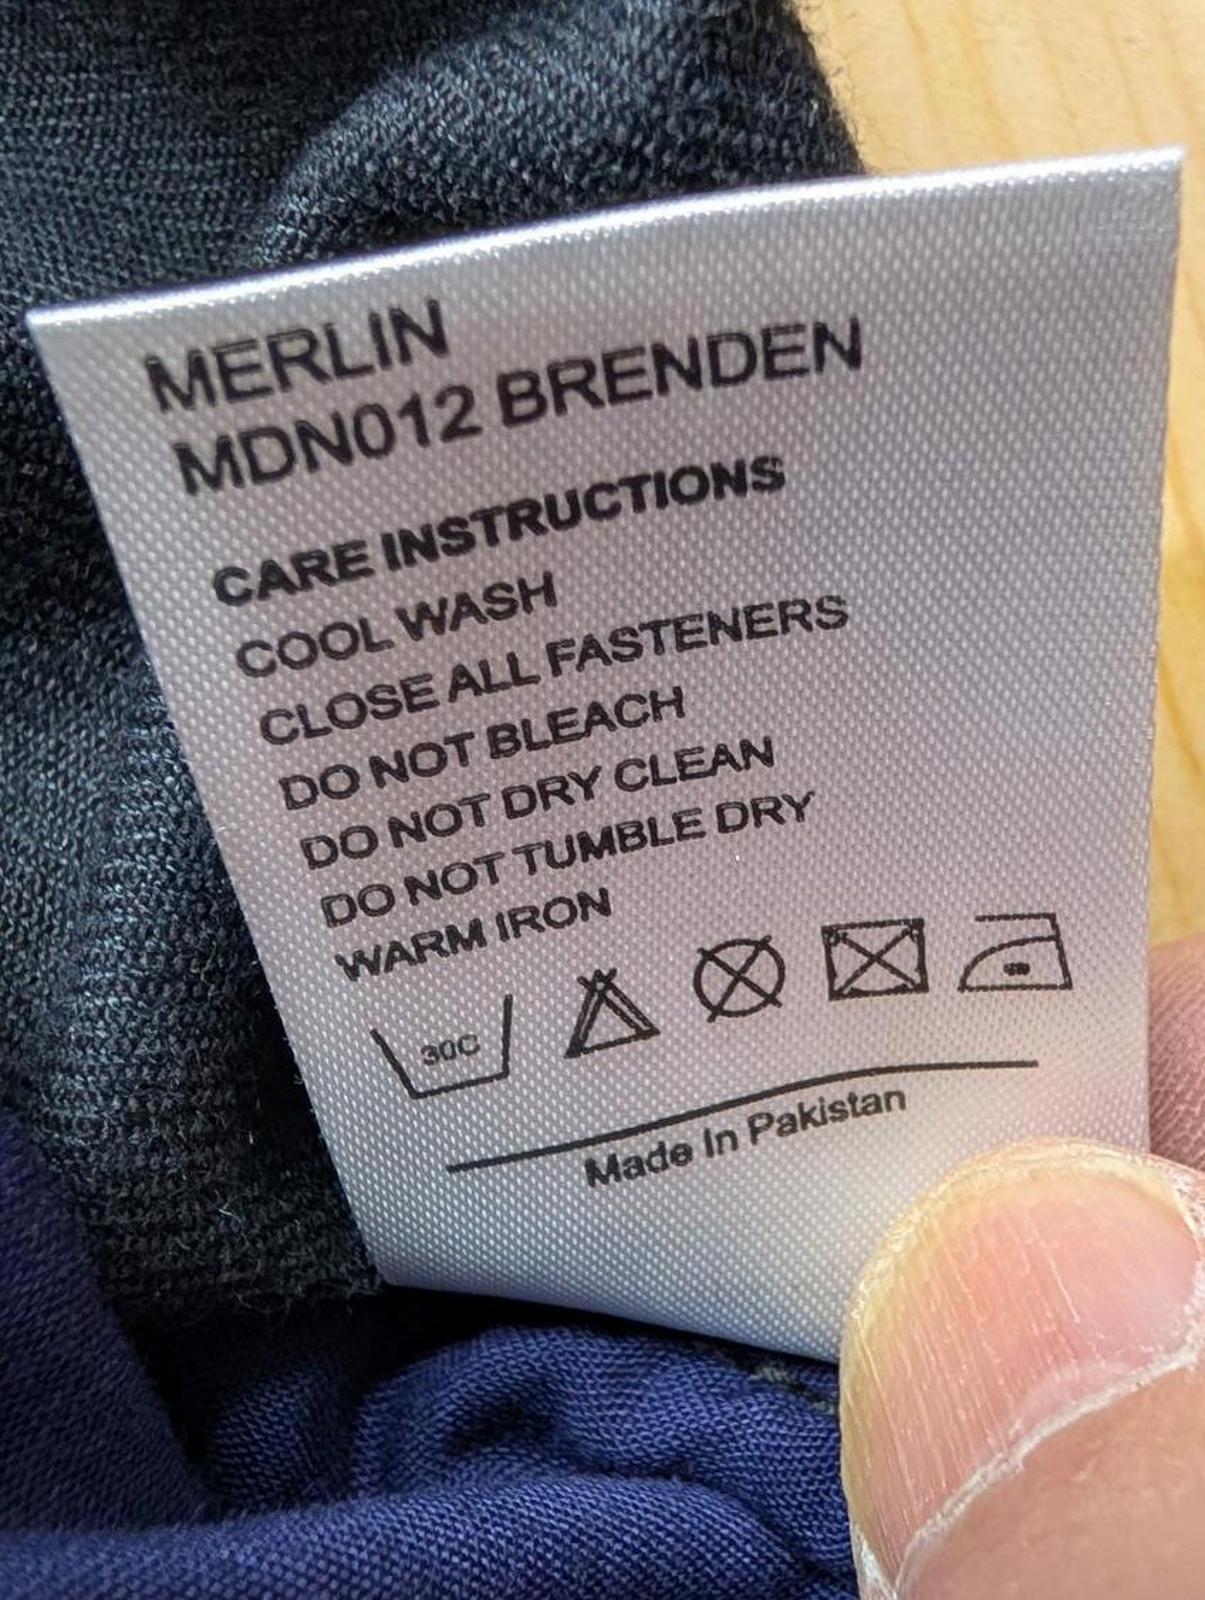 MERLIN
MDN012 BRENDEN
CARE INSTRUCTIONS
COOL WASH
CLOSE ALL FASTENERS
DO NOT BLEACH
DO NOT DRY CLEAN
DO NOT TUMBLE DRY
WARM IRON
30C
Made In Pakistan